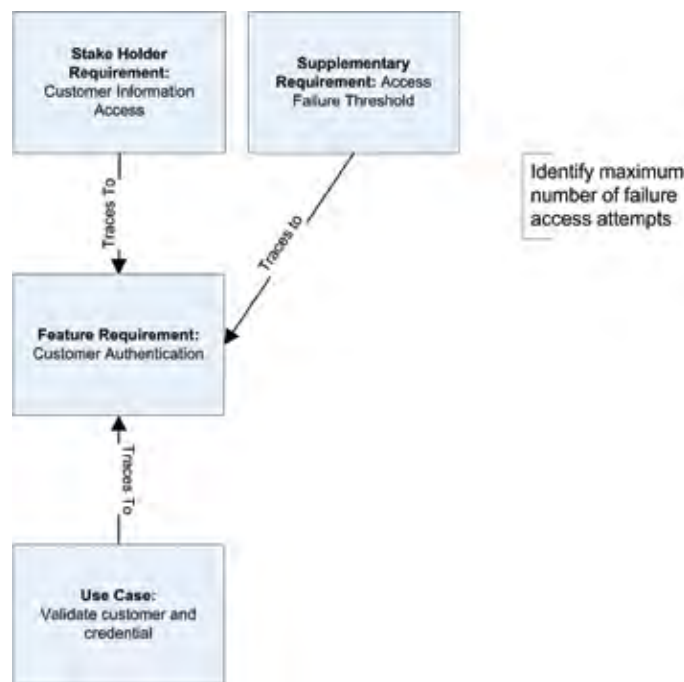 Stake Holder
Requirement:
Customer Information
Access
Supplementary
Requirement: Access
Failure Threshold
Identify maximum
number of failure
access attempts
Traces To
Traces to
Feature Requirement:
Customer Authentication
Traces To
Use Case:
Validate customer and
credential